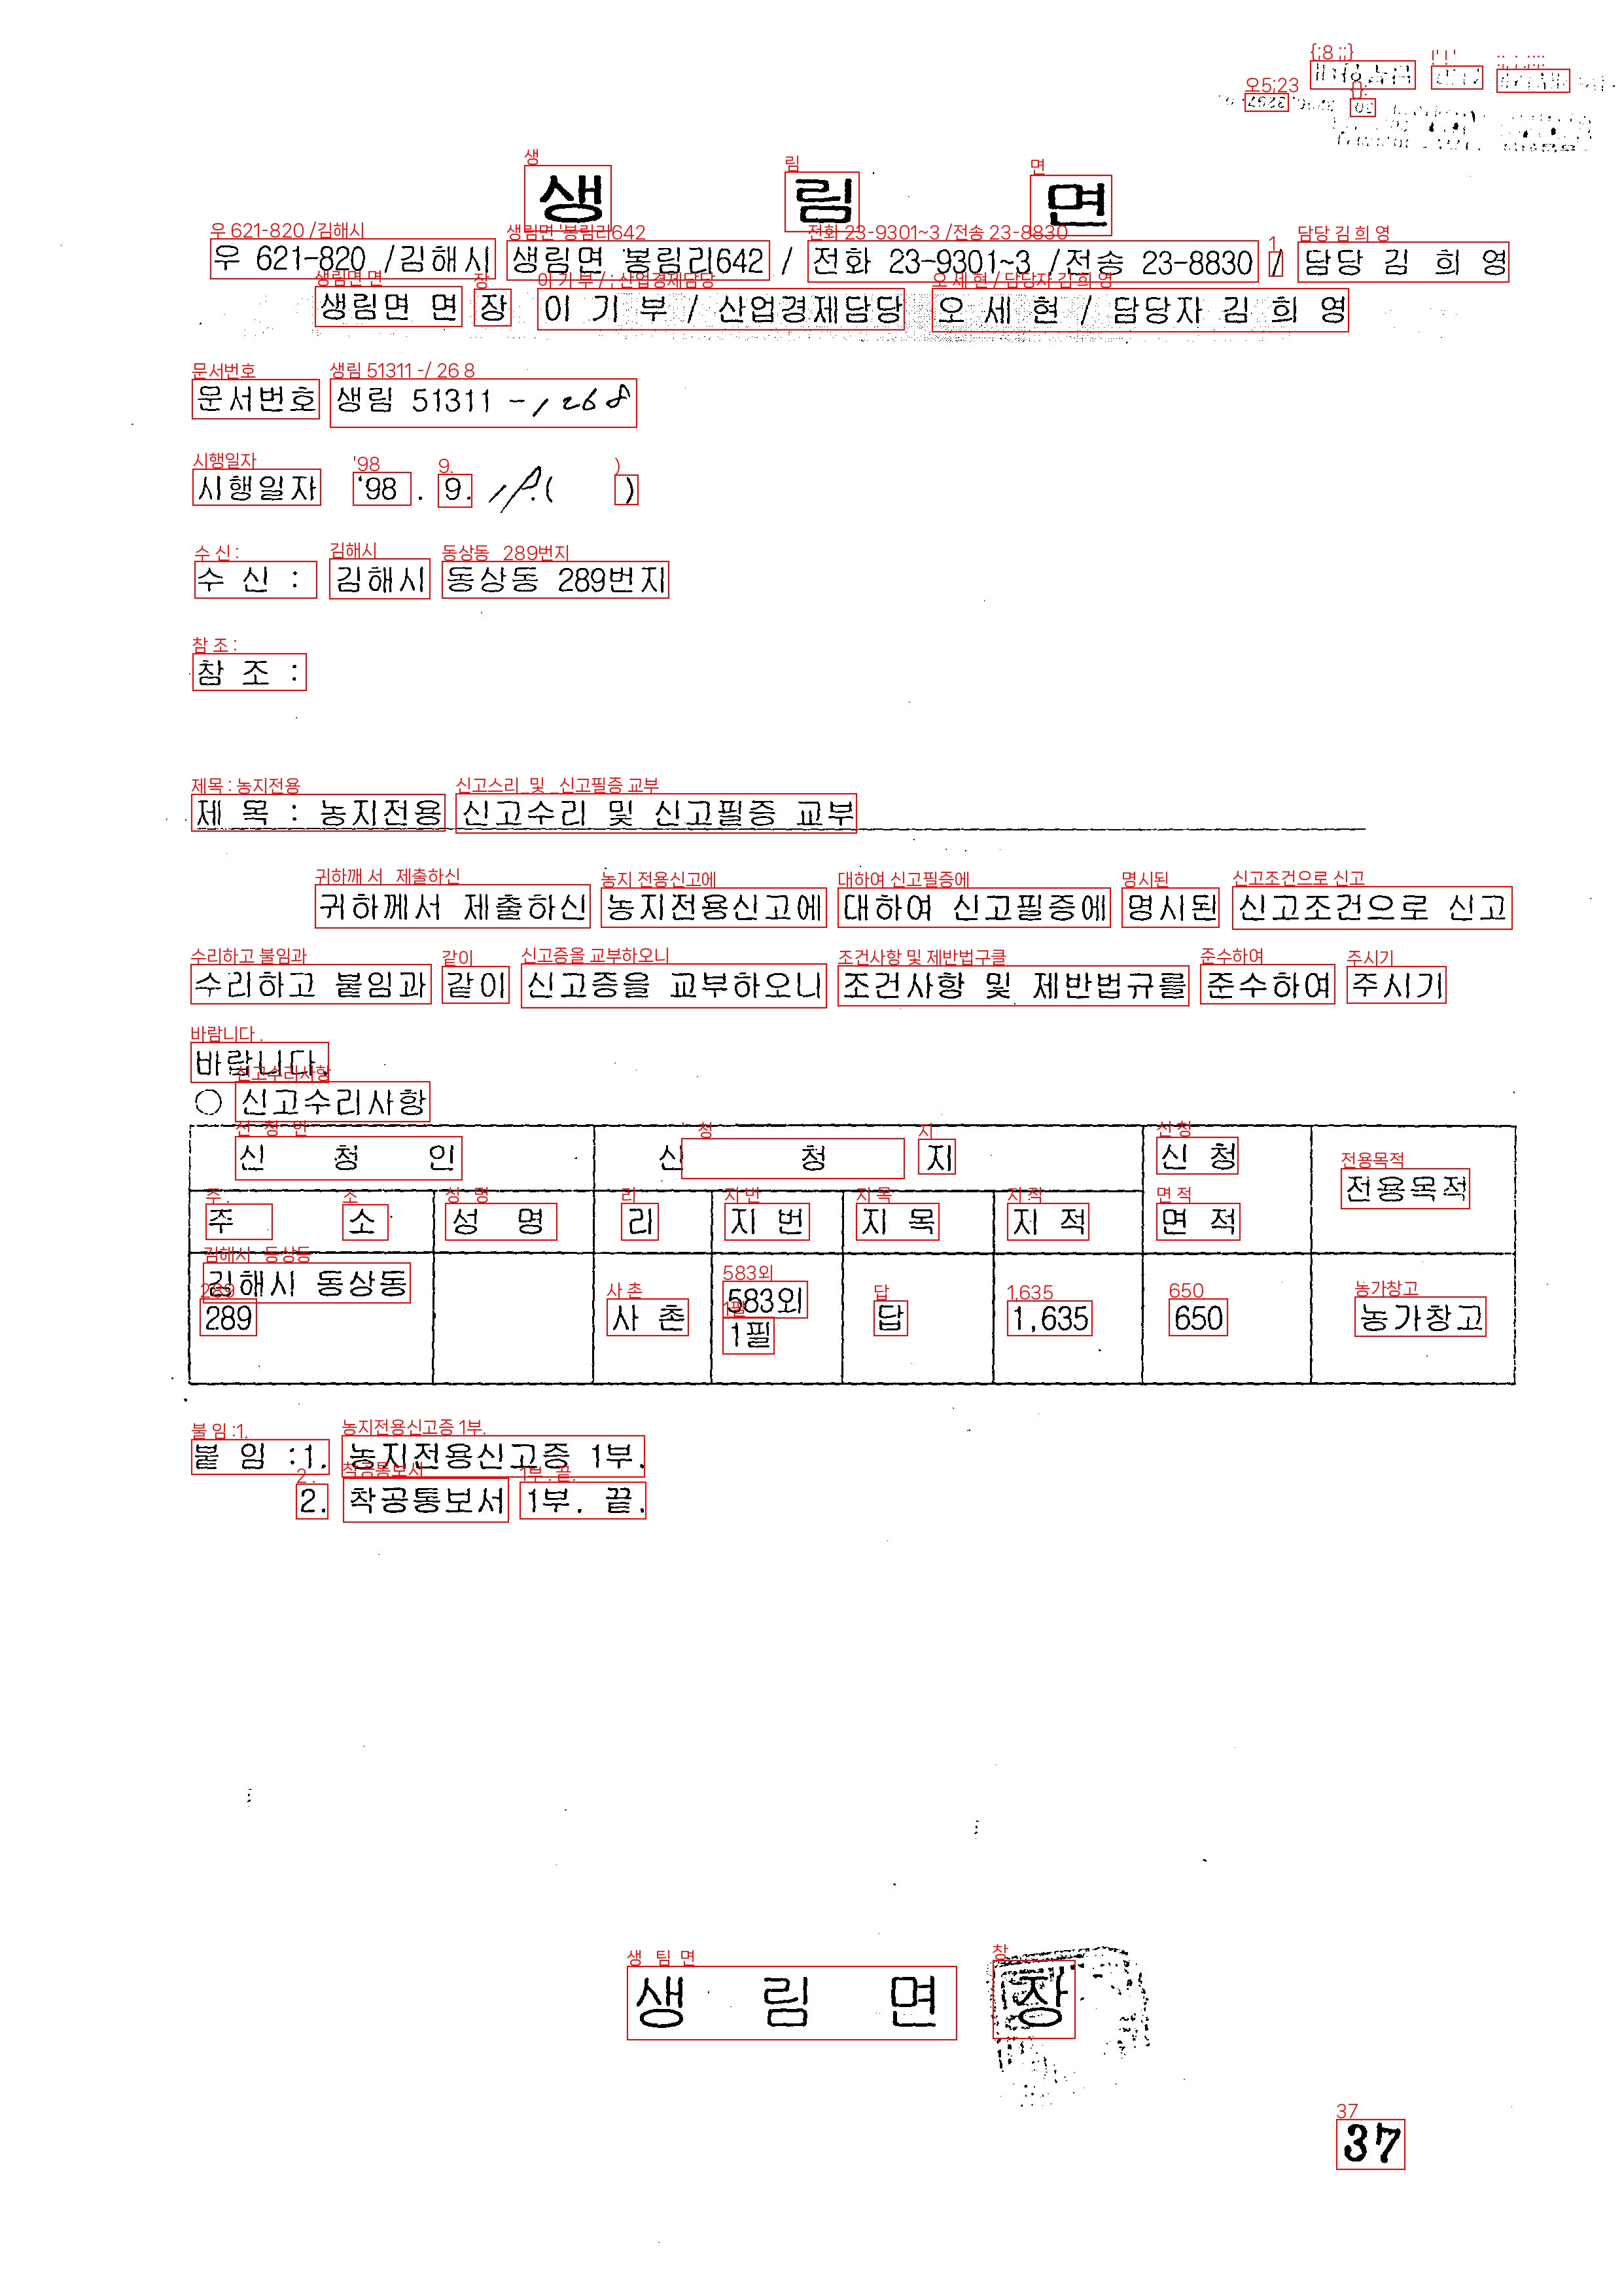 생 림 면
우 621-820 /김해시 생림면 봉림리642 / 전화 23-9301~3 /전송 23-8830 / 담당 김 희 영
생림면 면 장 이 기 부 / 산업경제담당 오 세 현 / 담당자 김 희 영
문서번호 생림 51311 -1268
시행일자 '98 . 9. ( )
수 신 : 김해시 동상동 289번지
참 조 :
제 목 : 농지전용 신고수리 및 신고필증 교부
귀하께서 제출하신 농지전용신고에 대하여 신고필증에 명시된 신고조건으로 신고
수리하고 붙임과 같이 신고증을 교부하오니 조건사항 및 제반법규를 준수하여 주시기
바랍니다.
○ 신고수리사항
신 청 인 신 청 지 신 청 전용목적
주 소 성 명 리 지 번 지 목 지 적 면 적
김해시 동상동 583외
289 사 촌 1필 답 1,635 650 농가창고
붙 임 :1. 농지전용신고증 1부.
2. 착공통보서 1부. 끝.
생 림 면 장
37